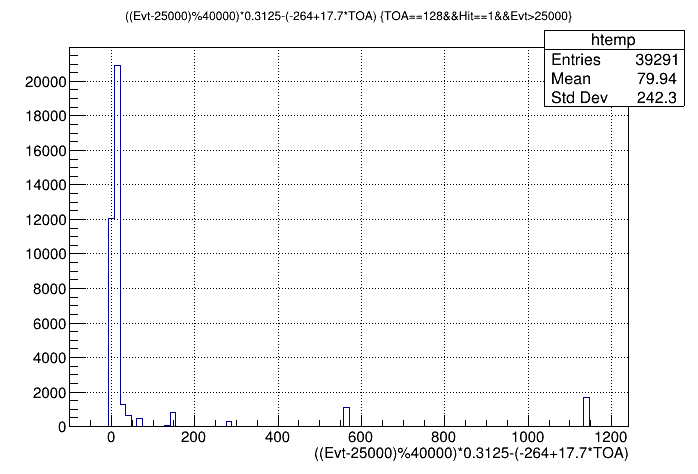 ((Evt-25000)%40000)*0.3125-(-264+17.7*TOA) {TOA==128&&Hit==1&&Evt>25000}
htemp
Entries 39291
Mean 79.94
Std Dev 242.3
20000
18000
16000
14000
12000
10000
8000
6000
4000
2000
0
0 200 400 600 800 1000 1200
((Evt-25000)%40000)*0.3125-(-264+17.7*TOA)